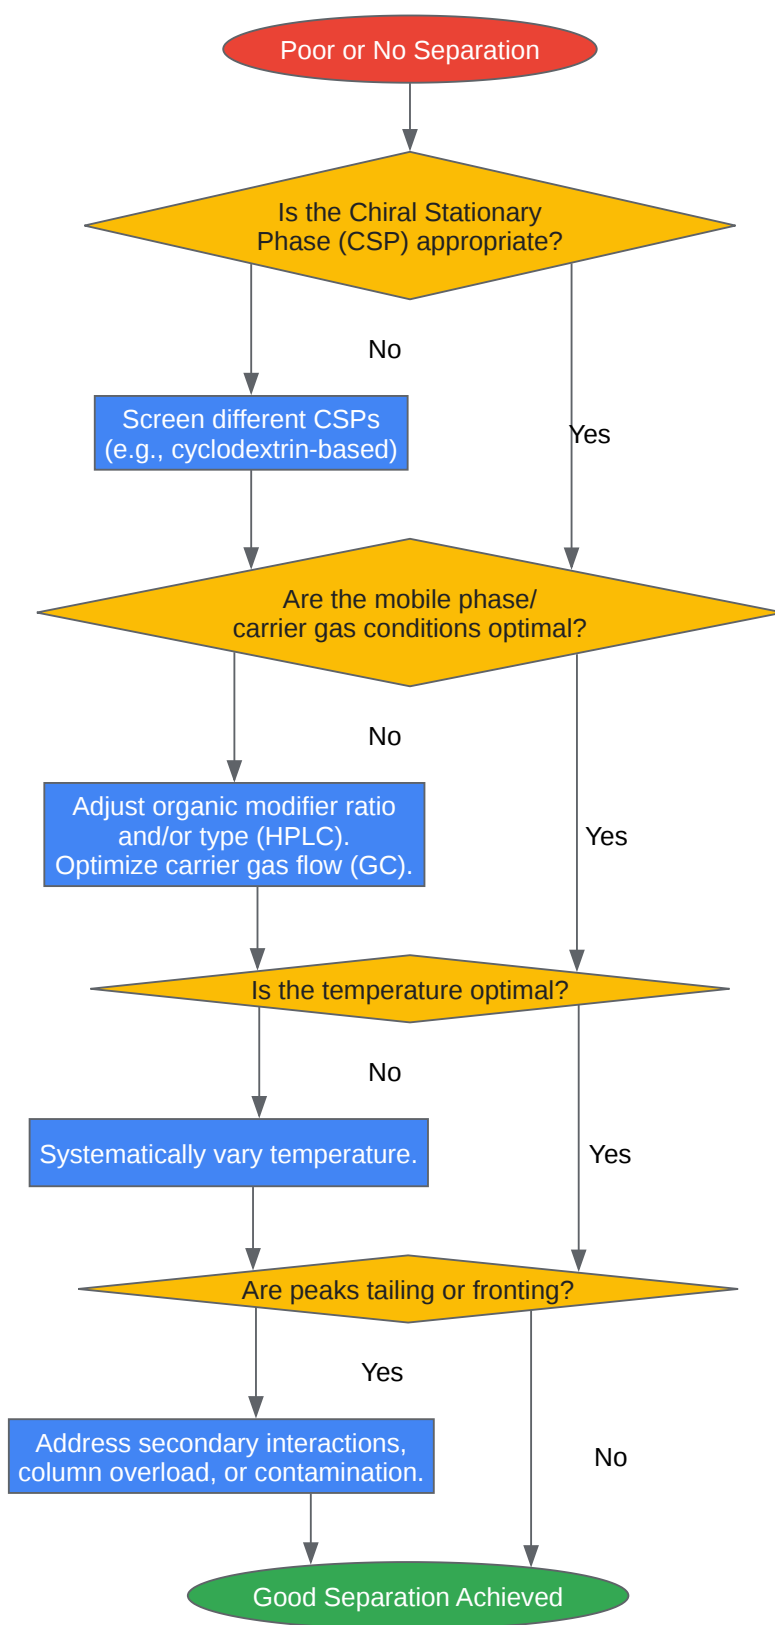 Poor or No Separation
Is the Chiral Stationary
Phase (CSP) appropriate?
No
Screen different CSPs
(e.g., cyclodextrin-based)
Yes
Are the mobile phase/
carrier gas conditions optimal?
No
Adjust organic modifier ratio
and/or type (HPLC).
Optimize carrier gas flow (GC).
Yes
Is the temperature optimal?
No
Systematically vary temperature.
Yes
Are peaks tailing or fronting?
Yes
Address secondary interactions,
column overload, or contamination.
No
Good Separation Achieved